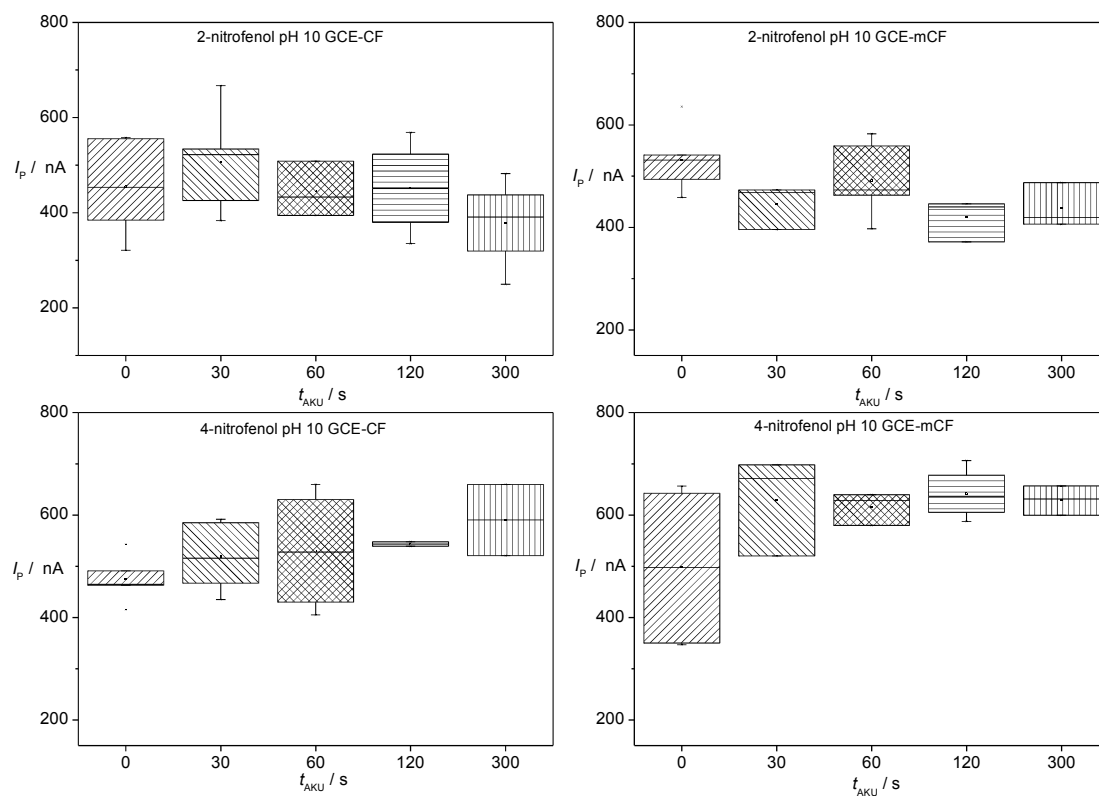 2-nitrofenol pH 10 GCE-CF
800
600
400
200
I_P / nA
0 30 60 120 300
t_AKU / s
2-nitrofenol pH 10 GCE-mCF
800
600
400
200
I_P / nA
0 30 60 120 300
t_AKU / s
4-nitrofenol pH 10 GCE-CF
800
600
400
200
I_P / nA
0 30 60 120 300
t_AKU / s
4-nitrofenol pH 10 GCE-mCF
800
600
400
200
I_P / nA
0 30 60 120 300
t_AKU / s